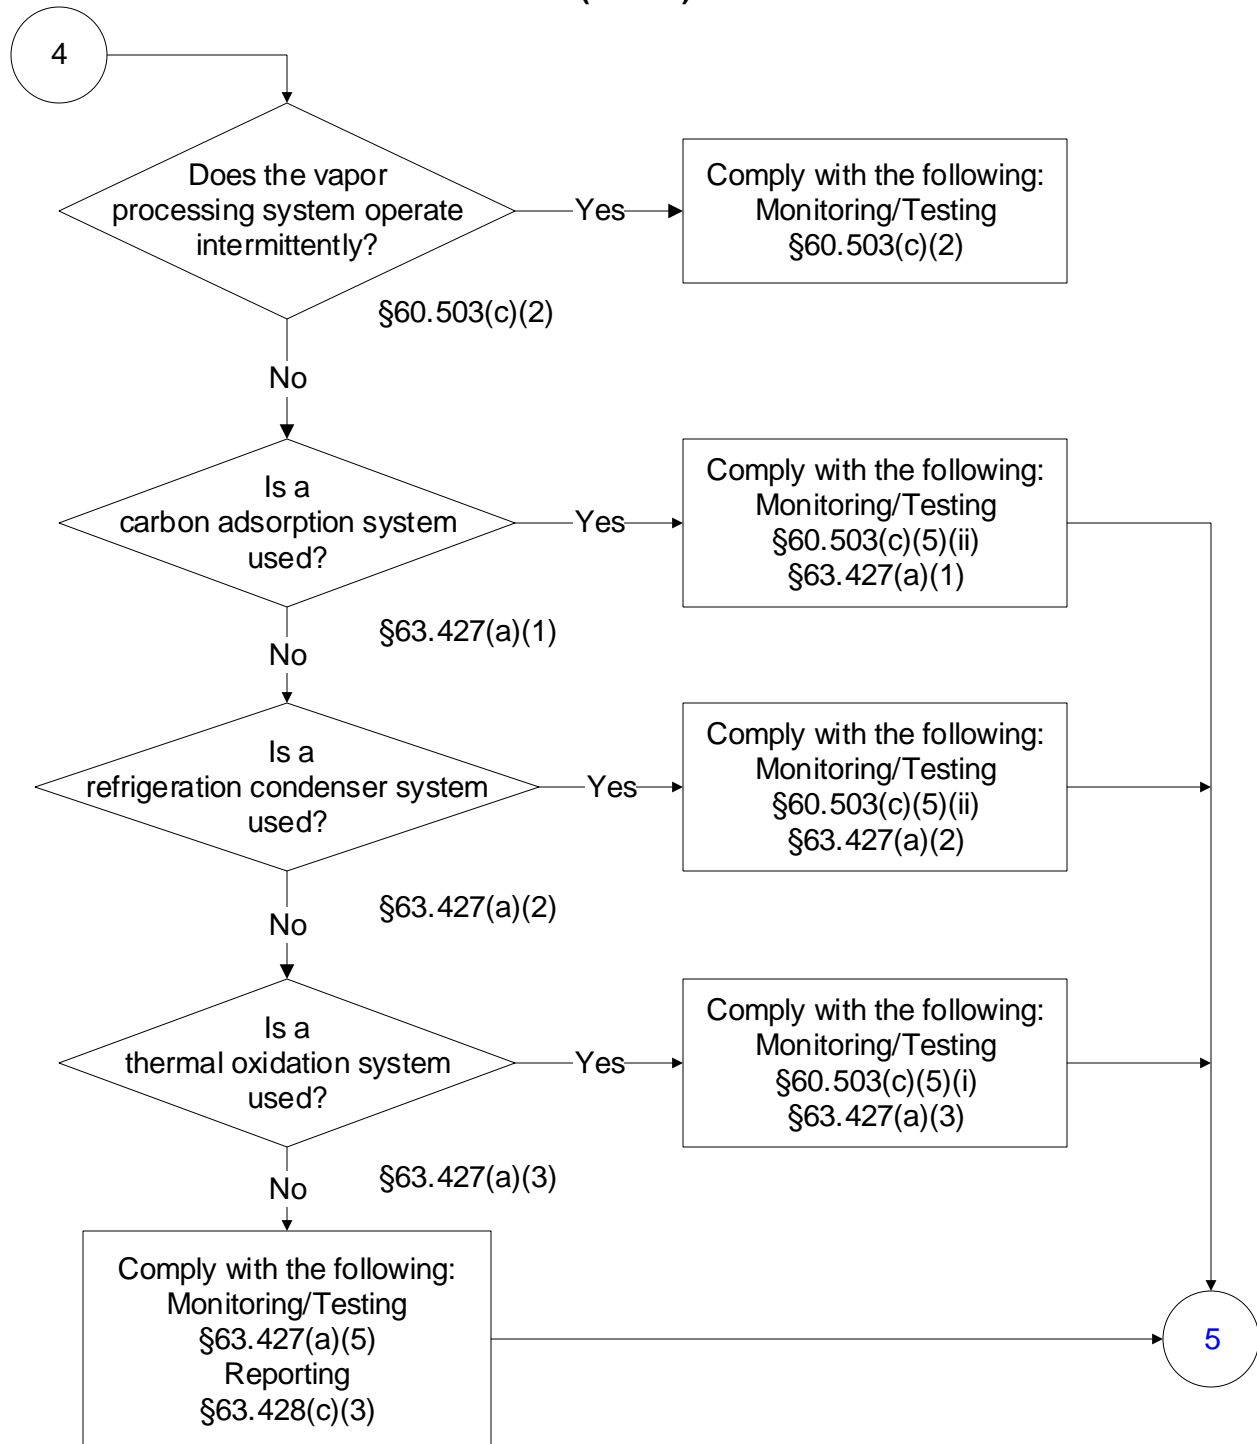 4
Does the vapor
processing system operate
intermittently?
Yes
Comply with the following:
Monitoring/Testing
§60.503(c)(2)
§60.503(c)(2)
No
Is a
carbon adsorption system
used?
Yes
Comply with the following:
Monitoring/Testing
§60.503(c)(5)(ii)
§63.427(a)(1)
§63.427(a)(1)
No
Is a
refrigeration condenser system
used?
Yes
Comply with the following:
Monitoring/Testing
§60.503(c)(5)(ii)
§63.427(a)(2)
§63.427(a)(2)
No
Is a
thermal oxidation system
used?
Yes
Comply with the following:
Monitoring/Testing
§60.503(c)(5)(i)
§63.427(a)(3)
§63.427(a)(3)
No
Comply with the following:
Monitoring/Testing
§63.427(a)(5)
Reporting
§63.428(c)(3)
5